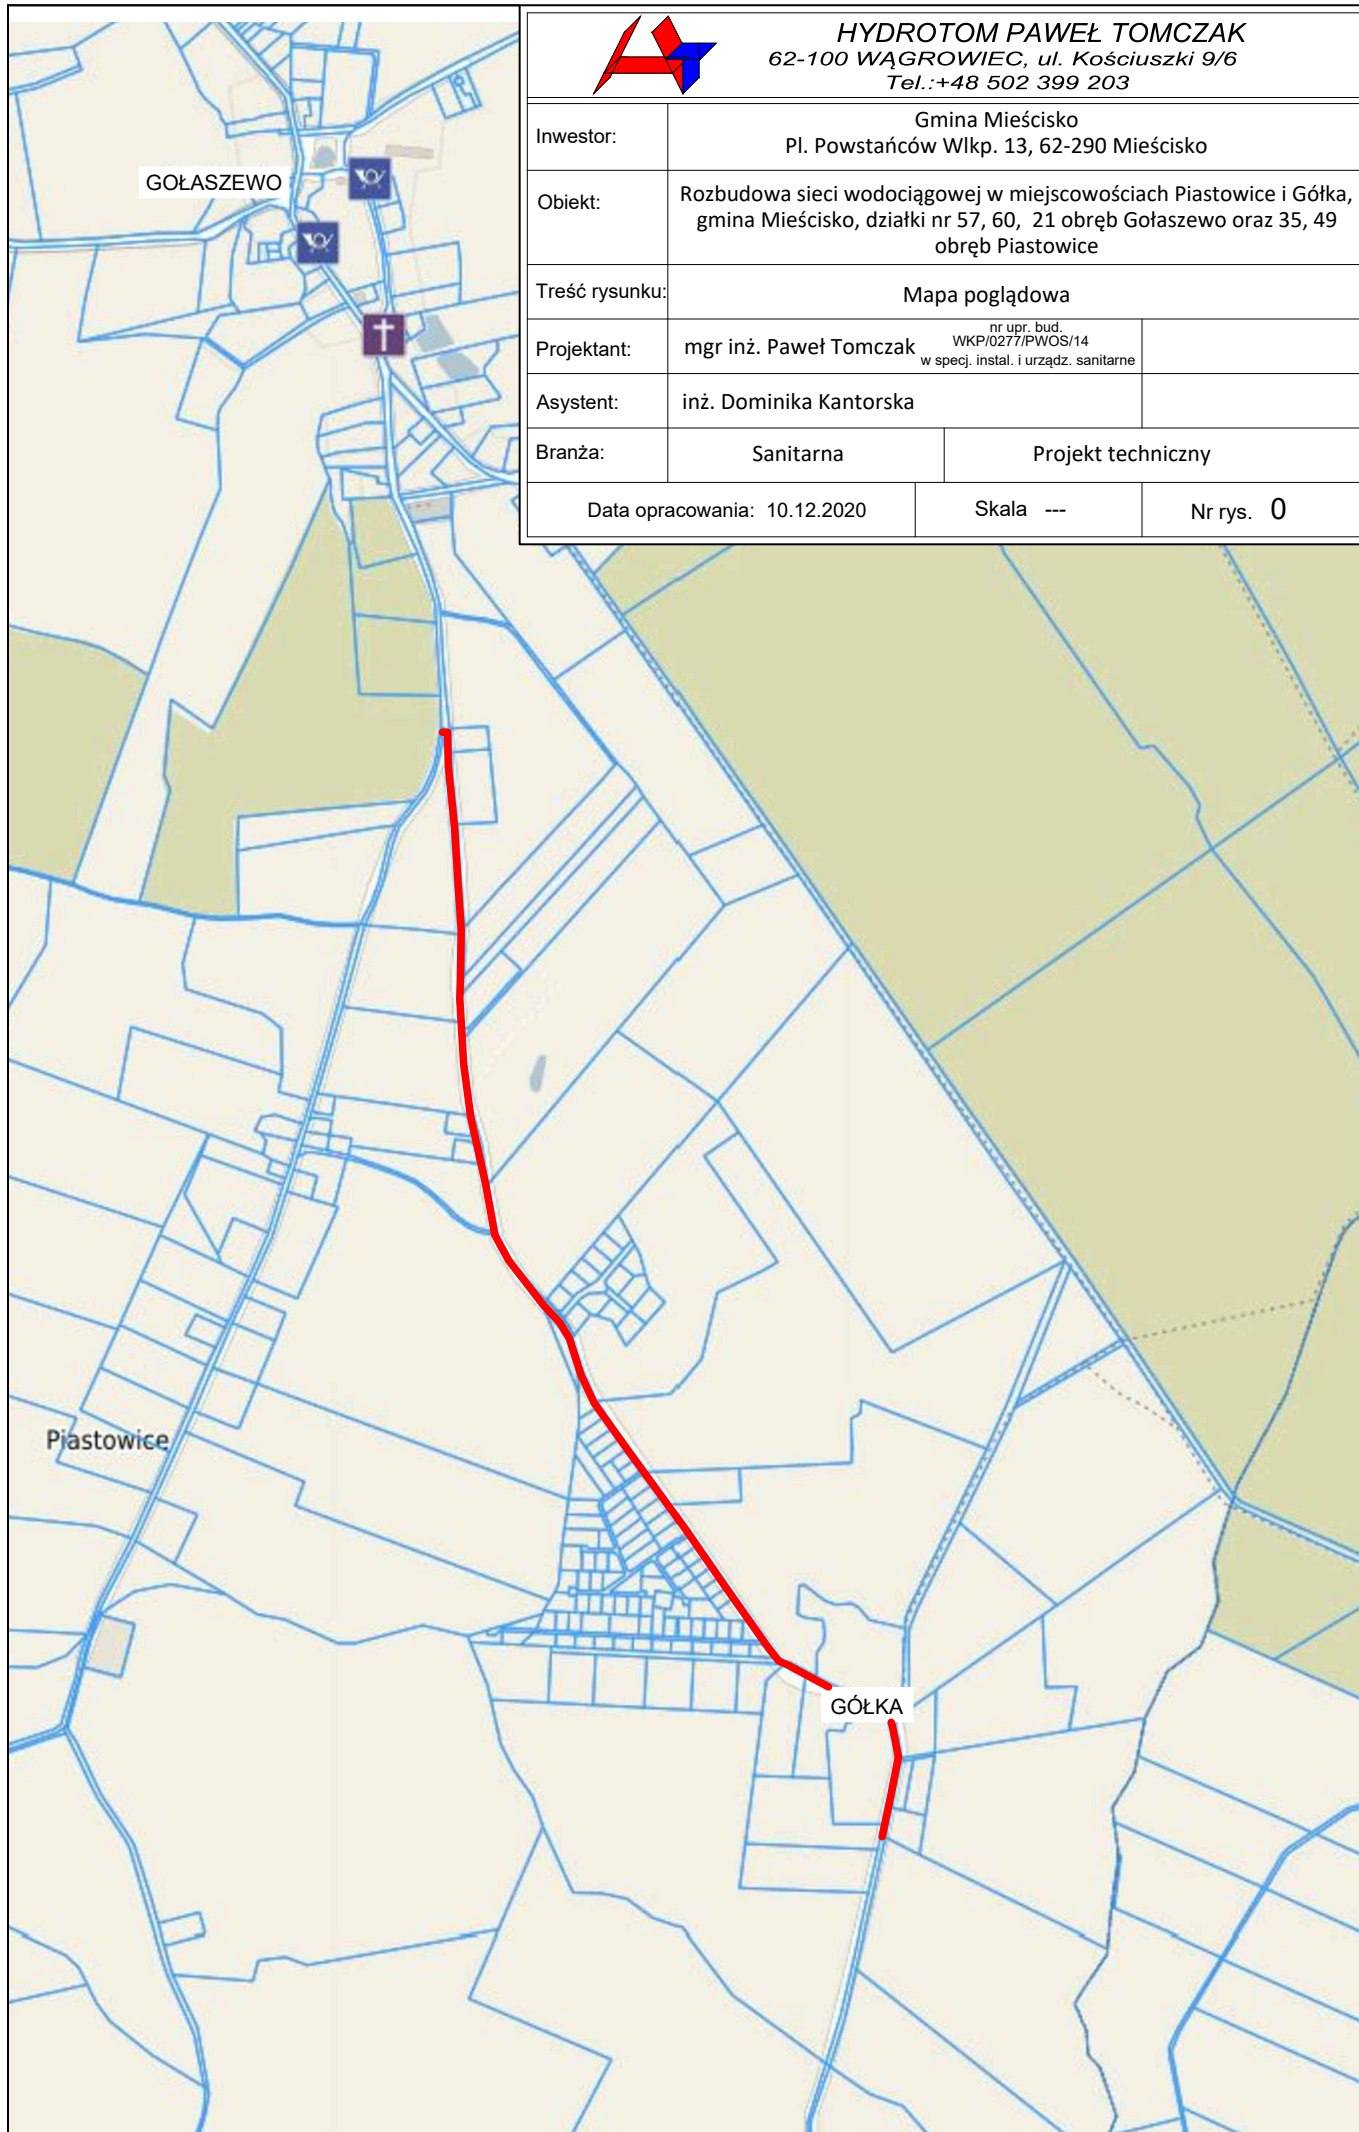 HYDROTOM PAWEŁ TOMCZAK
62-100 WĄGROWIEC, ul. Kościuszki 9/6
Tel.:+48 502 399 203
Inwestor:
Gmina Mieścisko
Pl. Powstańców Wlkp. 13, 62-290 Mieścisko
Obiekt:
Rozbudowa sieci wodociągowej w miejscowościach Piastowice i Gółka,
gmina Mieścisko, działki nr 57, 60, 21 obręb Gołaszewo oraz 35, 49
obręb Piastowice
Treść rysunku:
Mapa poglądowa
Projektant:
mgr inż. Paweł Tomczak
nr upr. bud.
WKP/0277/PWOS/14
w specj. instal. i urządz. sanitarne
Asystent:
inż. Dominika Kantorska
Branża:
Sanitarna
Projekt techniczny
Data opracowania: 10.12.2020
Skala ---
Nr rys. 0
GOŁASZEWO
Piastowice
GÓŁKA